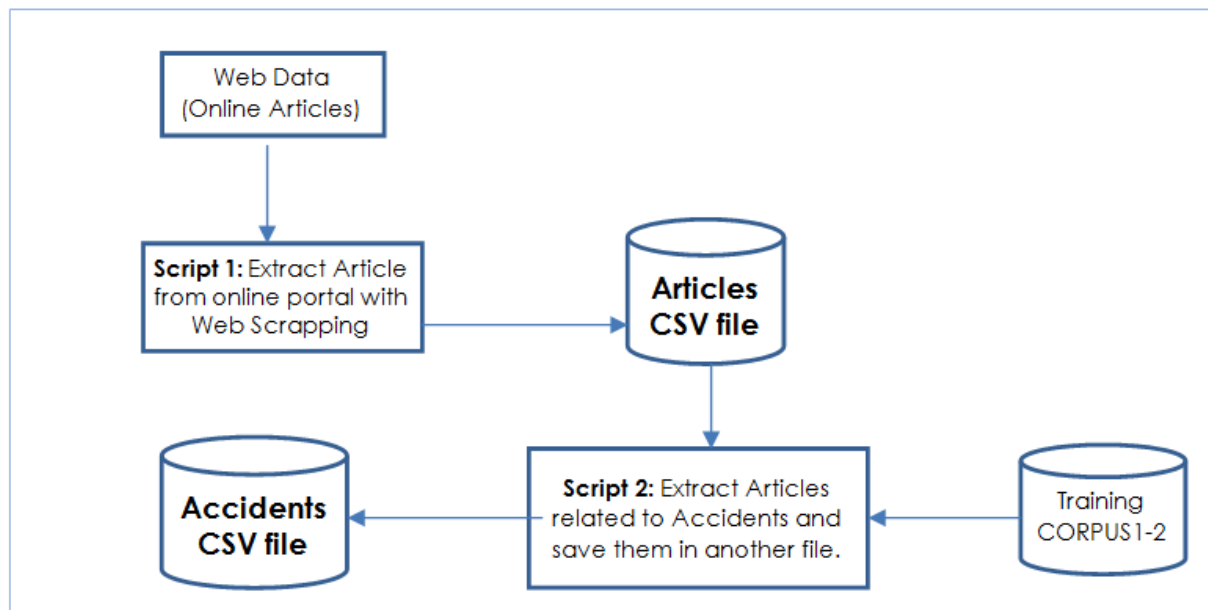 Web Data
(Online Articles)
Script 1: Extract Article
from online portal with
Web Scrapping
Articles
CSV file
Accidents
CSV file
Script 2: Extract Articles
related to Accidents and
save them in another file.
Training
CORPUS1-2